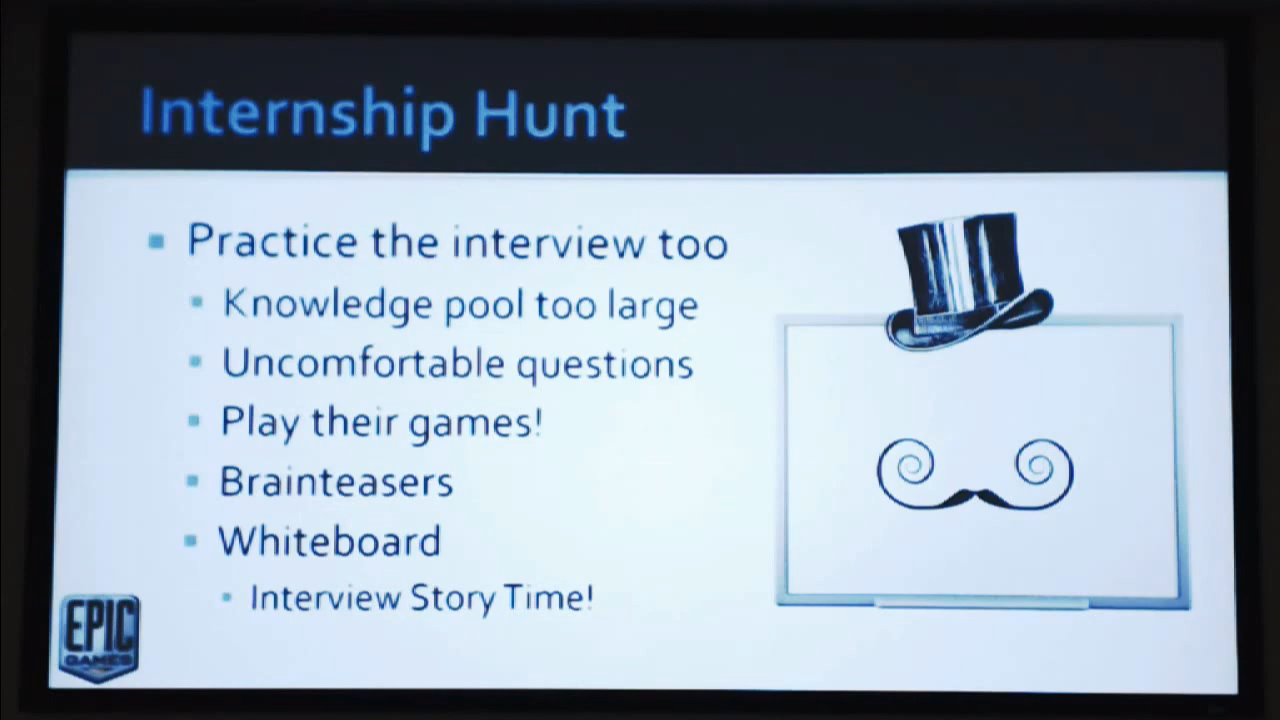 Internship Hunt
Practice the interview too
Knowledge pool too large
Uncomfortable questions
Play their games!
Brainteasers
Whiteboard
Interview Story Time!
EPIC
GAMES